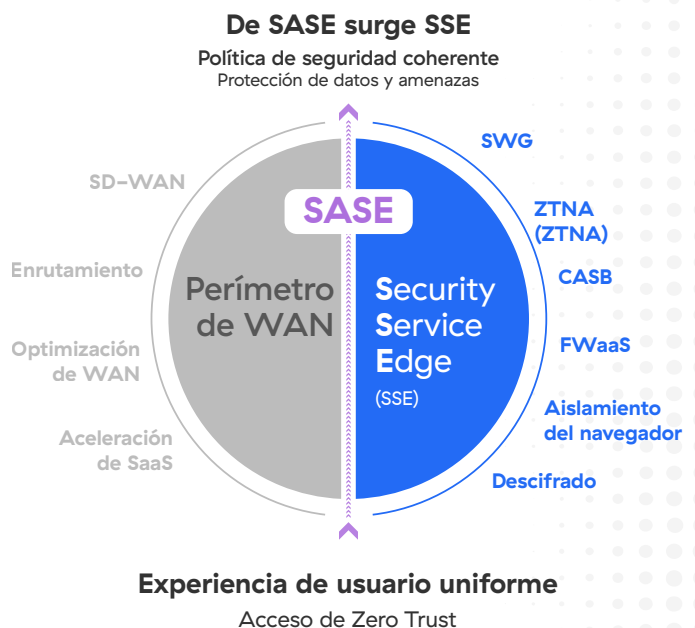 De SASE surge SSE
Política de seguridad coherente
Protección de datos y amenazas
SASE
Perímetro
de WAN
Security
Service
Edge
(SSE)
SD-WAN
Enrutamiento
Optimización
de WAN
Aceleración
de SaaS
SWG
ZTNA
(ZTNA)
CASB
FWaaS
Aislamiento
del navegador
Descifrado
Experiencia de usuario uniforme
Acceso de Zero Trust